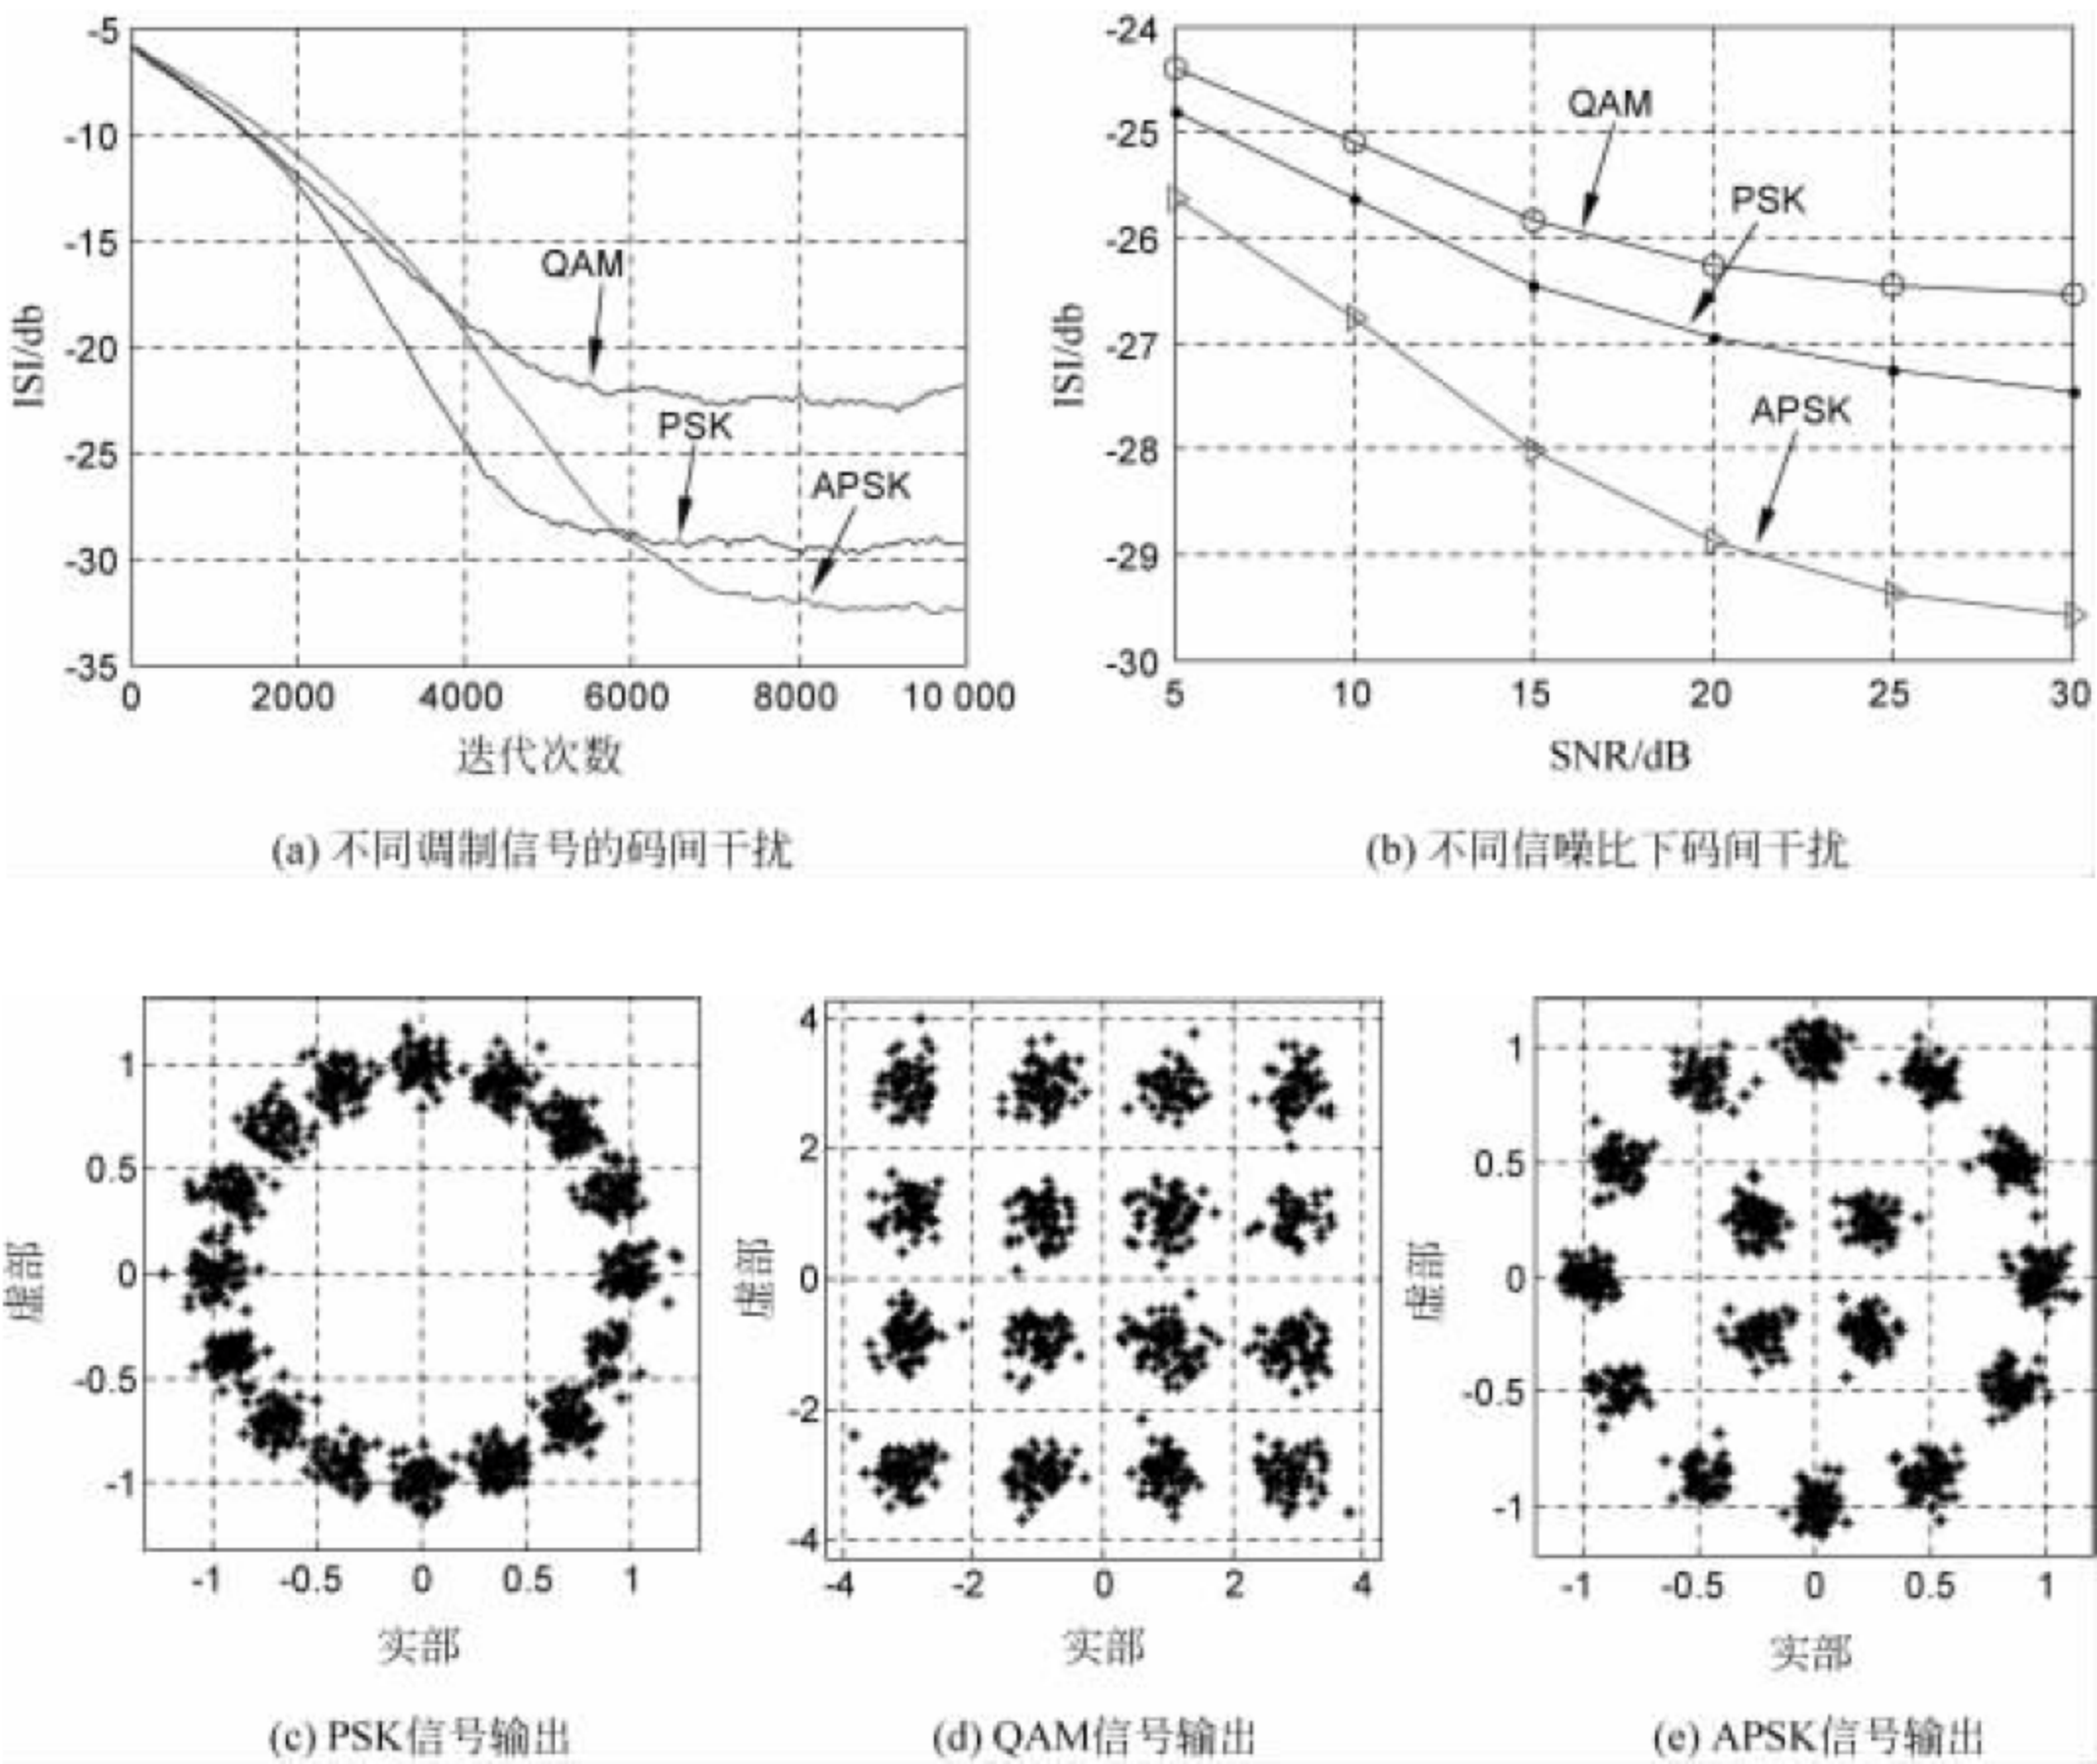 -5
-10
-15
-20
-25
-30
-35
ISI/db
QAM
PSK
APSK
0 2000 4000 6000 8000 10 000
迭代次数
(a) 不同调制信号的码间干扰
-24
-25
-26
-27
-28
-29
-30
ISI/db
QAM
PSK
APSK
5 10 15 20 25 30
SNR/dB
(b) 不同信噪比下码间干扰
1
0.5
0
-0.5
-1
虚部
-1 -0.5 0 0.5 1
实部
(c) PSK信号输出
4
2
0
-2
-4
虚部
-4 -2 0 2 4
实部
(d) QAM信号输出
1
0.5
0
-0.5
-1
虚部
-1 -0.5 0 0.5 1
实部
(e) APSK信号输出